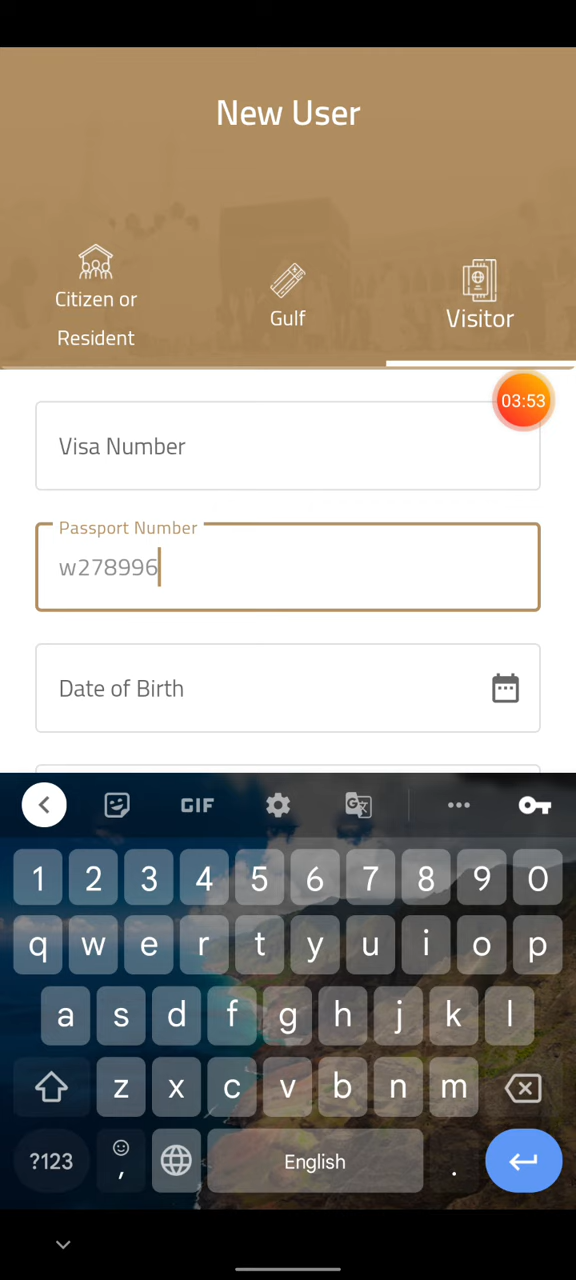 New User
Citizen or
Resident
Gulf
Visitor
03:53
Visa Number
Passport Number
w278996
Date of Birth
GIF
1 2 3 4 5 6 7 8 9 0
q w e r t y u i o p
a s d f g h j k l
z x c v b n m
?123 , English .